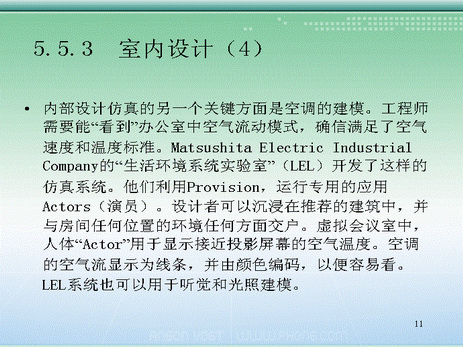 5.5.3 室内设计（4）
• 内部设计仿真的另一个关键方面是空调的建模。工程师
需要能“看到”办公室中空气流动模式，确信满足了空气
速度和温度标准。Matsushita Electric Industrial
Company的“生活环境系统实验室”（LEL）开发了这样的
仿真系统。他们利用Provision，运行专用的应用
Actors（演员）。设计者可以沉浸在推荐的建筑中，并
与房间任何位置的环境任何方面交户。虚拟会议室中，
人体“Actor”用于显示接近投影屏幕的空气温度。空调
的空气流显示为线条，并由颜色编码，以便容易看。
LEL系统也可以用于听觉和光照建模。
11